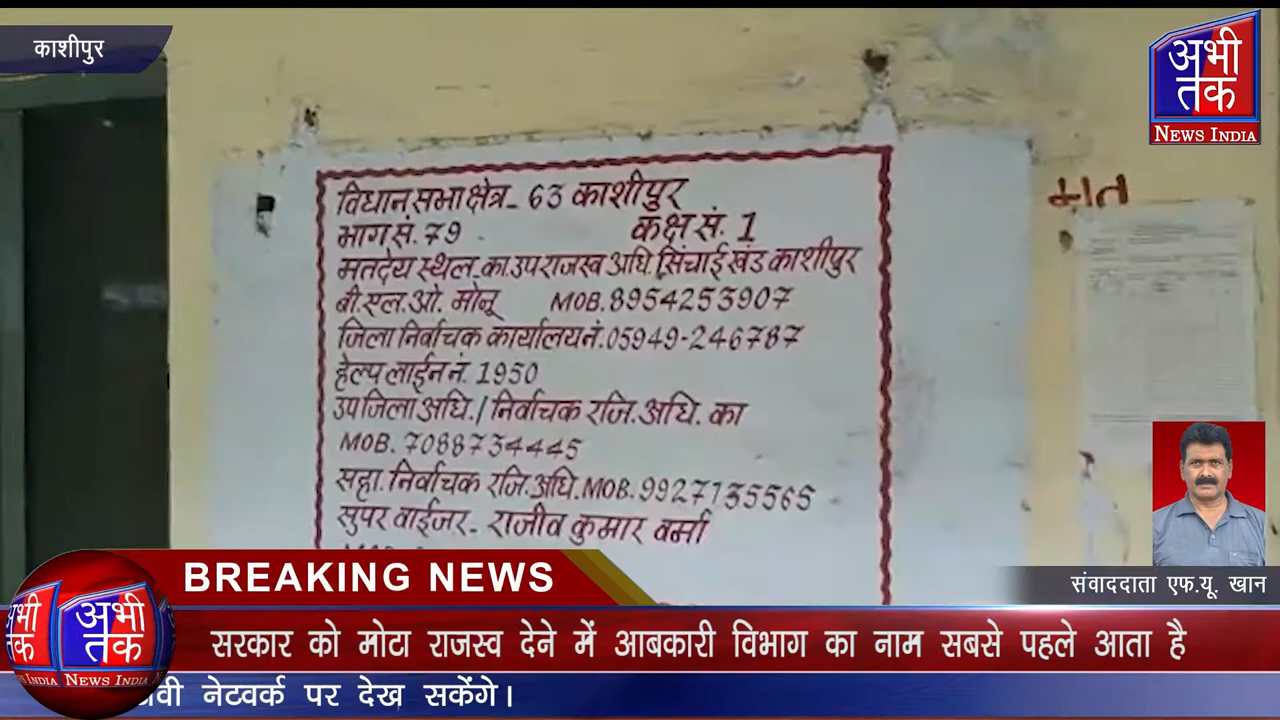 काशीपुर
अभी
तक
NEWS INDIA
विधान सभा क्षेत्र- 63 काशीपुर
भाग सं. 79 कक्ष सं. 1
मतदेय स्थल-का.उप राजस्व अधि.सिंचाई खंड काशीपुर
बी.एल.ओ. मोनू MOB.8954253907
जिला निर्वाचक कार्यालय नं.05949-246787
हेल्प लाईन नं. 1950
उप जिला अधि./निर्वाचक रजि.अधि. का
MOB. 7088734445
सहा. निर्वाचक रजि.अधि.MOB.9927135565
सुपर वाईजर- राजीव कुमार वर्मा
मत
संवाददाता एफ.यू. खान
BREAKING NEWS
अभी
तक
NEWS INDIA
सरकार को मोटा राजस्व देने में आबकारी विभाग का नाम सबसे पहले आता है
नेटवर्क पर देख सकेंगे।